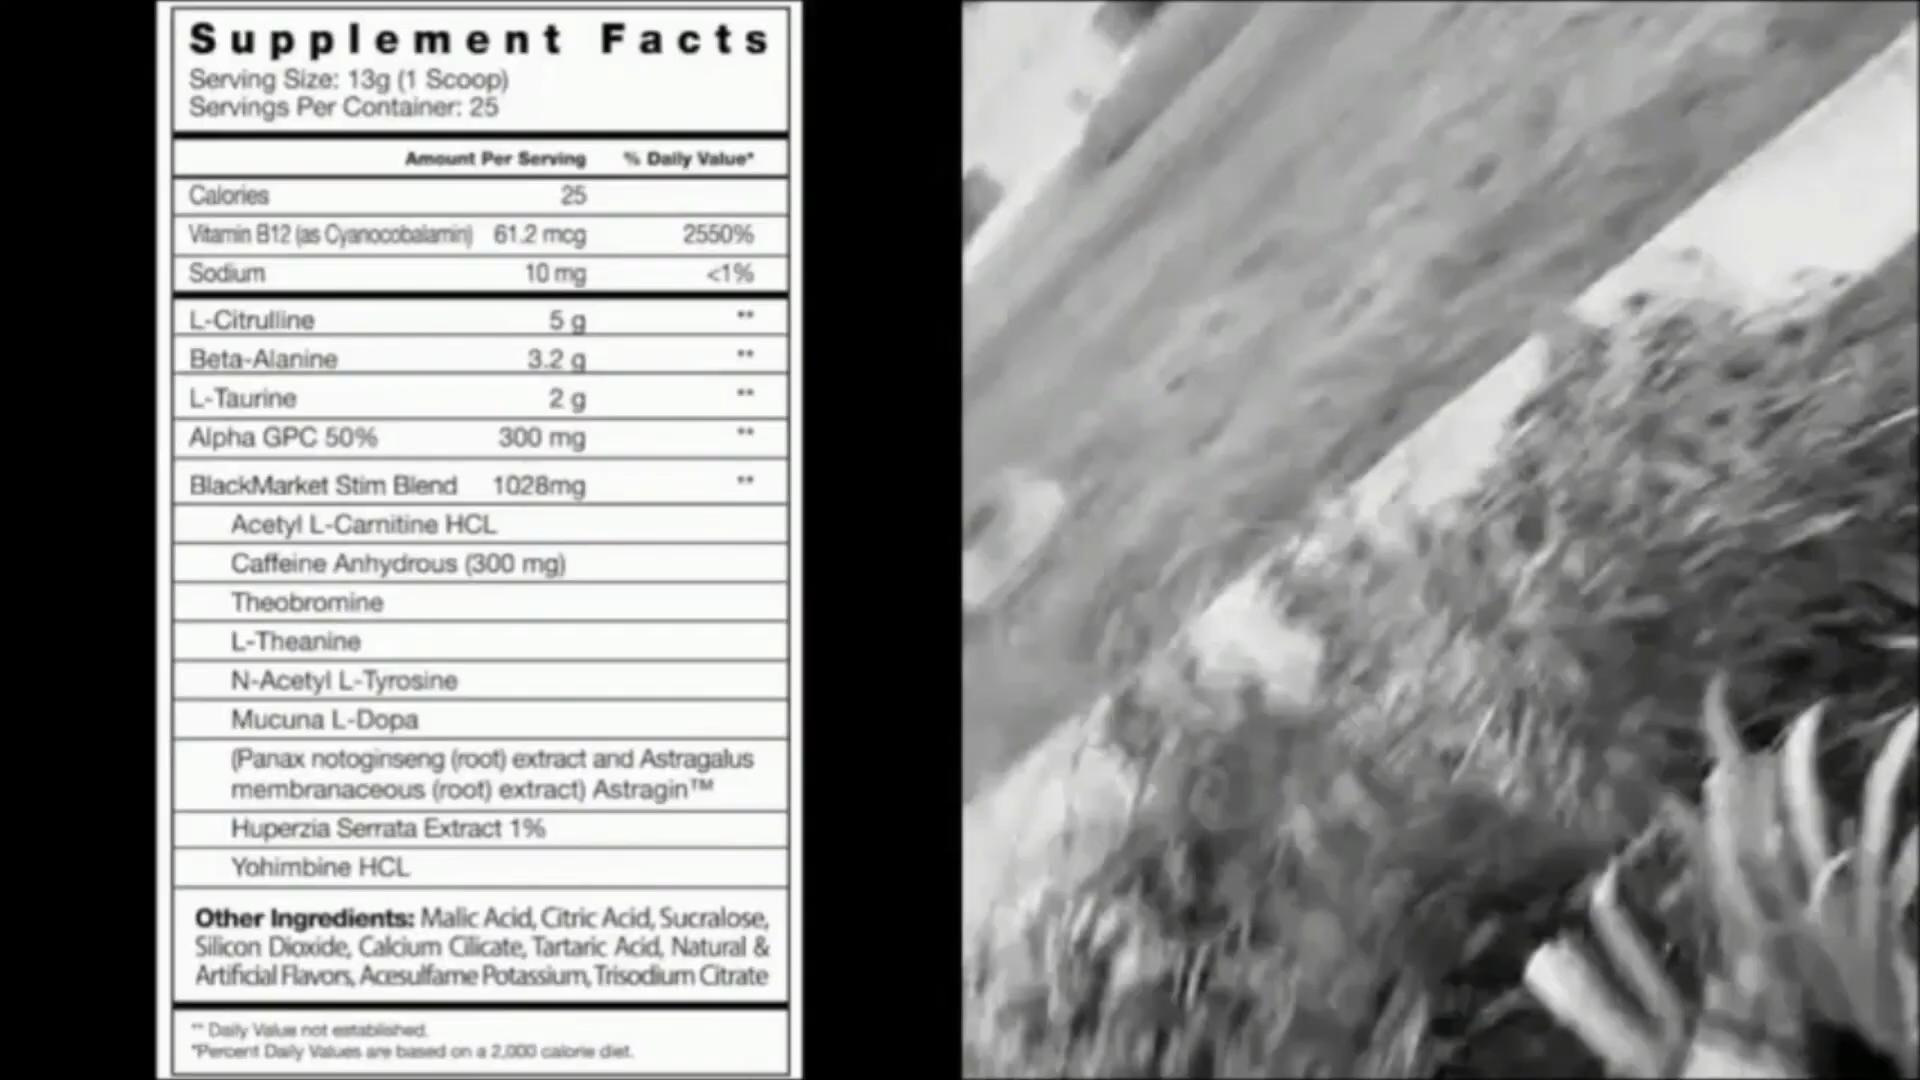 Supplement Facts
Serving Size: 13g (1 Scoop)
Servings Per Container: 25
Amount Per Serving % Daily Value*
Calories 25
Vitamin B12 (as Cyanocobalamin) 61.2 mcg 2550%
Sodium 10 mg <1%
L-Citrulline 5 g **
Beta-Alanine 3.2 g **
L-Taurine 2 g **
Alpha GPC 50% 300 mg **
BlackMarket Stim Blend 1028mg **
Acetyl L-Carnitine HCL
Caffeine Anhydrous (300 mg)
Theobromine
L-Theanine
N-Acetyl L-Tyrosine
Mucuna L-Dopa
(Panax notoginseng (root) extract and Astragalus
membranaceous (root) extract) Astragin™
Huperzia Serrata Extract 1%
Yohimbine HCL
Other Ingredients: Malic Acid, Citric Acid, Sucralose,
Silicon Dioxide, Calcium Cilicate, Tartaric Acid, Natural &
Artificial Flavors, Acesulfame Potassium, Trisodium Citrate
** Daily Value not established.
*Percent Daily Values are based on a 2,000 calorie diet.